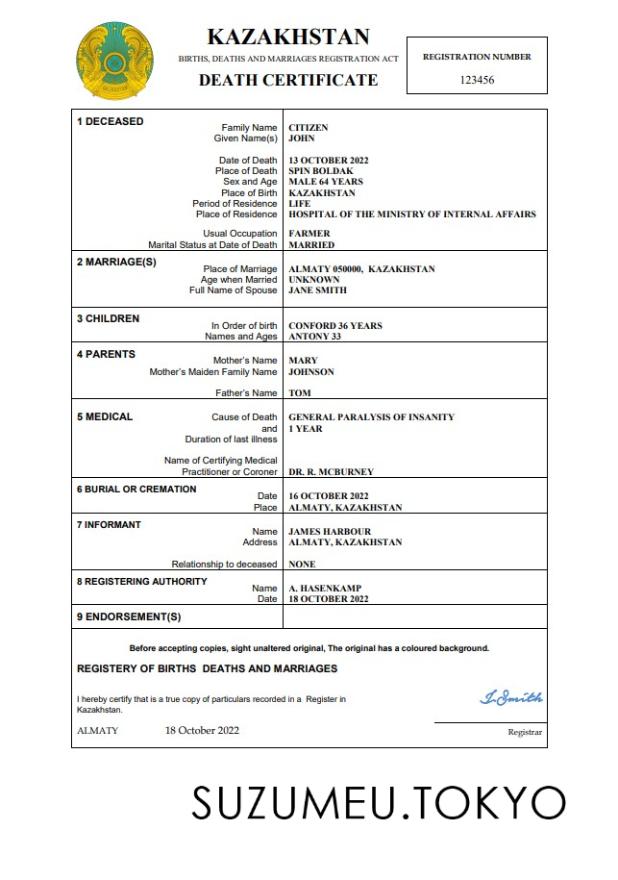 KAZAKHSTAN
BIRTHS, DEATHS AND MARRIAGES REGISTRATION ACT
DEATH CERTIFICATE
REGISTRATION NUMBER
123456
1 DECEASED
Family Name CITIZEN
Given Name(s) JOHN
Date of Death 13 OCTOBER 2022
Place of Death SPIN BOLDAK
Sex and Age MALE 64 YEARS
Place of Birth KAZAKHSTAN
Period of Residence LIFE
Place of Residence HOSPITAL OF THE MINISTRY OF INTERNAL AFFAIRS
Usual Occupation FARMER
Marital Status at Date of Death MARRIED
2 MARRIAGE(S)
Place of Marriage ALMATY 050000, KAZAKHSTAN
Age when Married UNKNOWN
Full Name of Spouse JANE SMITH
3 CHILDREN
In Order of birth CONFORD 36 YEARS
Names and Ages ANTONY 33
4 PARENTS
Mother's Name MARY
Mother's Maiden Family Name JOHNSON
Father's Name TOM
5 MEDICAL Cause of Death GENERAL PARALYSIS OF INSANITY
and 1 YEAR
Duration of last illness
Name of Certifying Medical
Practitioner or Coroner DR. R. MCBURNEY
6 BURIAL OR CREMATION
Date 16 OCTOBER 2022
Place ALMATY, KAZAKHSTAN
7 INFORMANT
Name JAMES HARBOUR
Address ALMATY, KAZAKHSTAN
Relationship to deceased NONE
8 REGISTERING AUTHORITY
Name A. HASENKAMP
Date 18 OCTOBER 2022
9 ENDORSEMENT(S)
Before accepting copies, sight unaltered original, The original has a coloured background.
REGISTERY OF BIRTHS DEATHS AND MARRIAGES
I hereby certify that is a true copy of particulars recorded in a Register in
Kazakhstan.
ALMATY 18 October 2022
Smith
Registrar
SUZUMEU.TOKYO